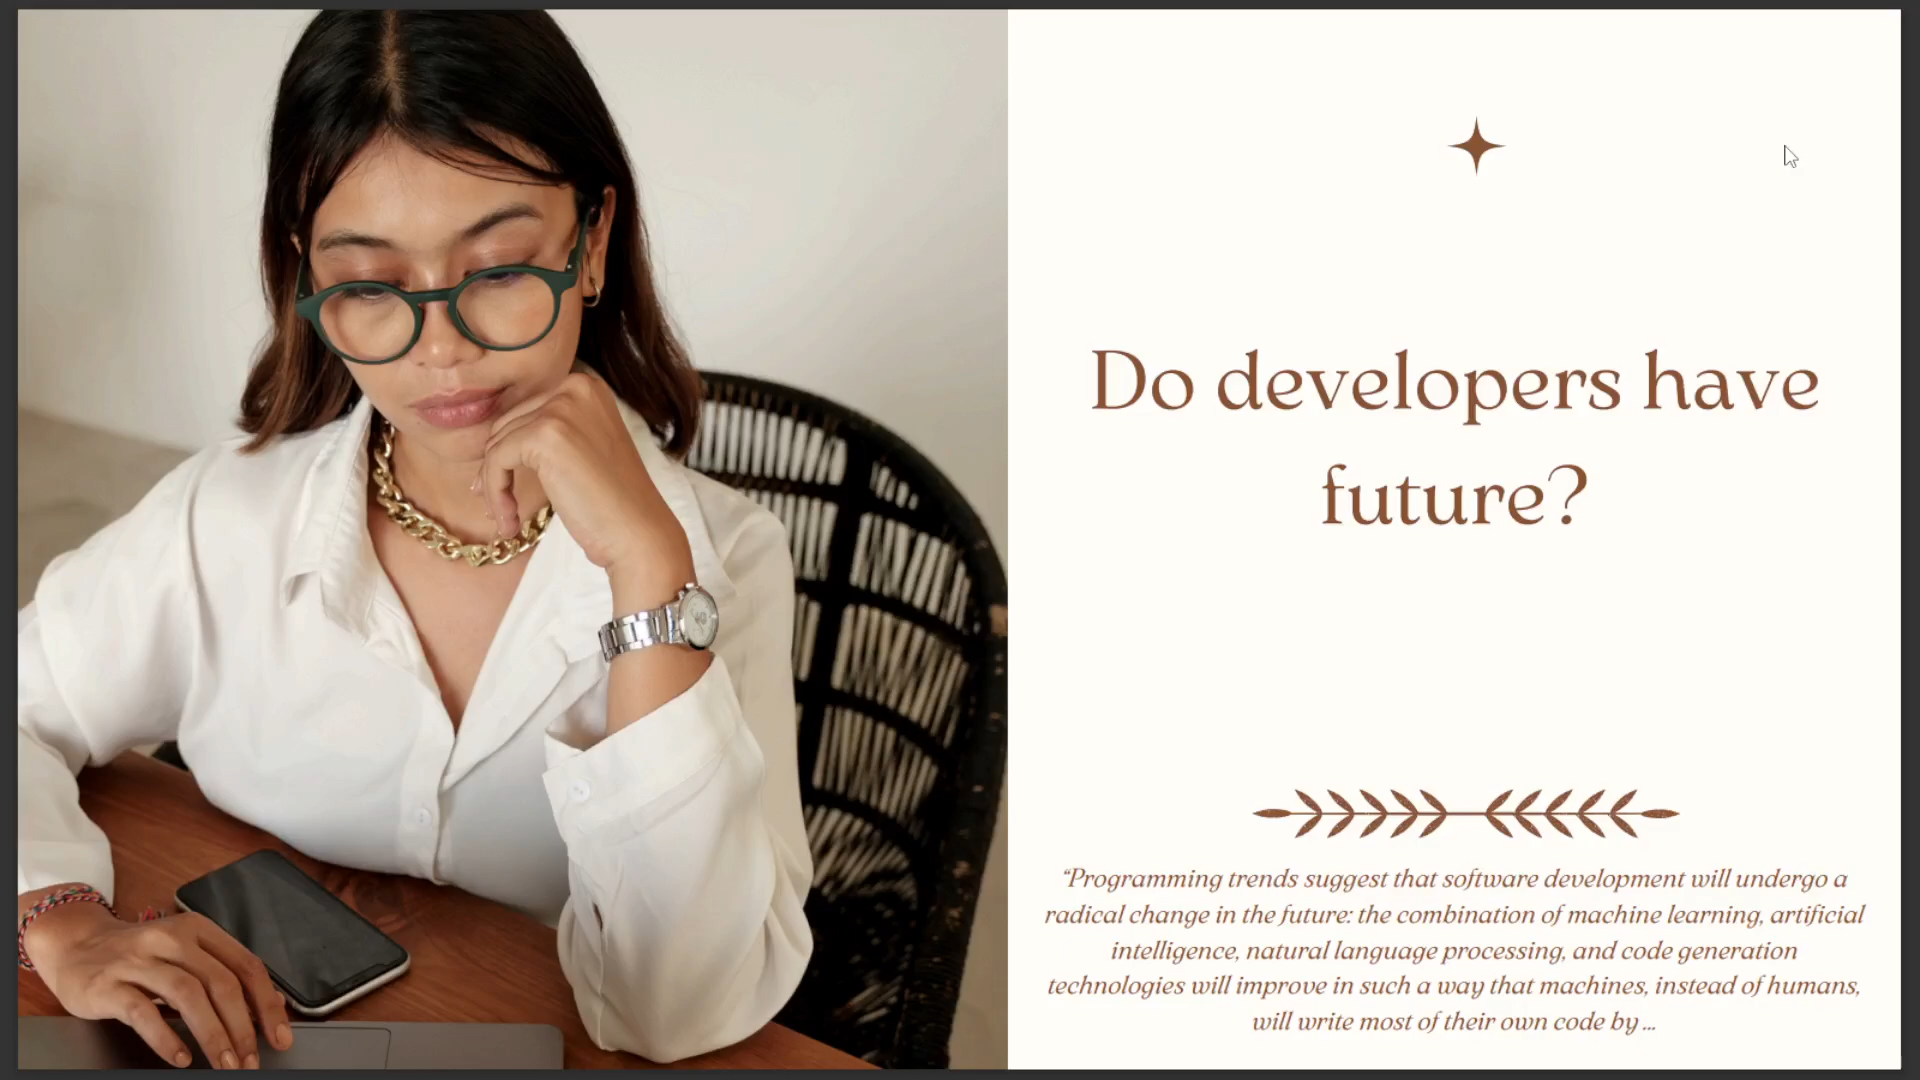 Do developers have
future?
“Programming trends suggest that software development will undergo a
radical change in the future: the combination of machine learning, artificial
intelligence, natural language processing, and code generation
technologies will improve in such a way that machines, instead of humans,
will write most of their own code by ...